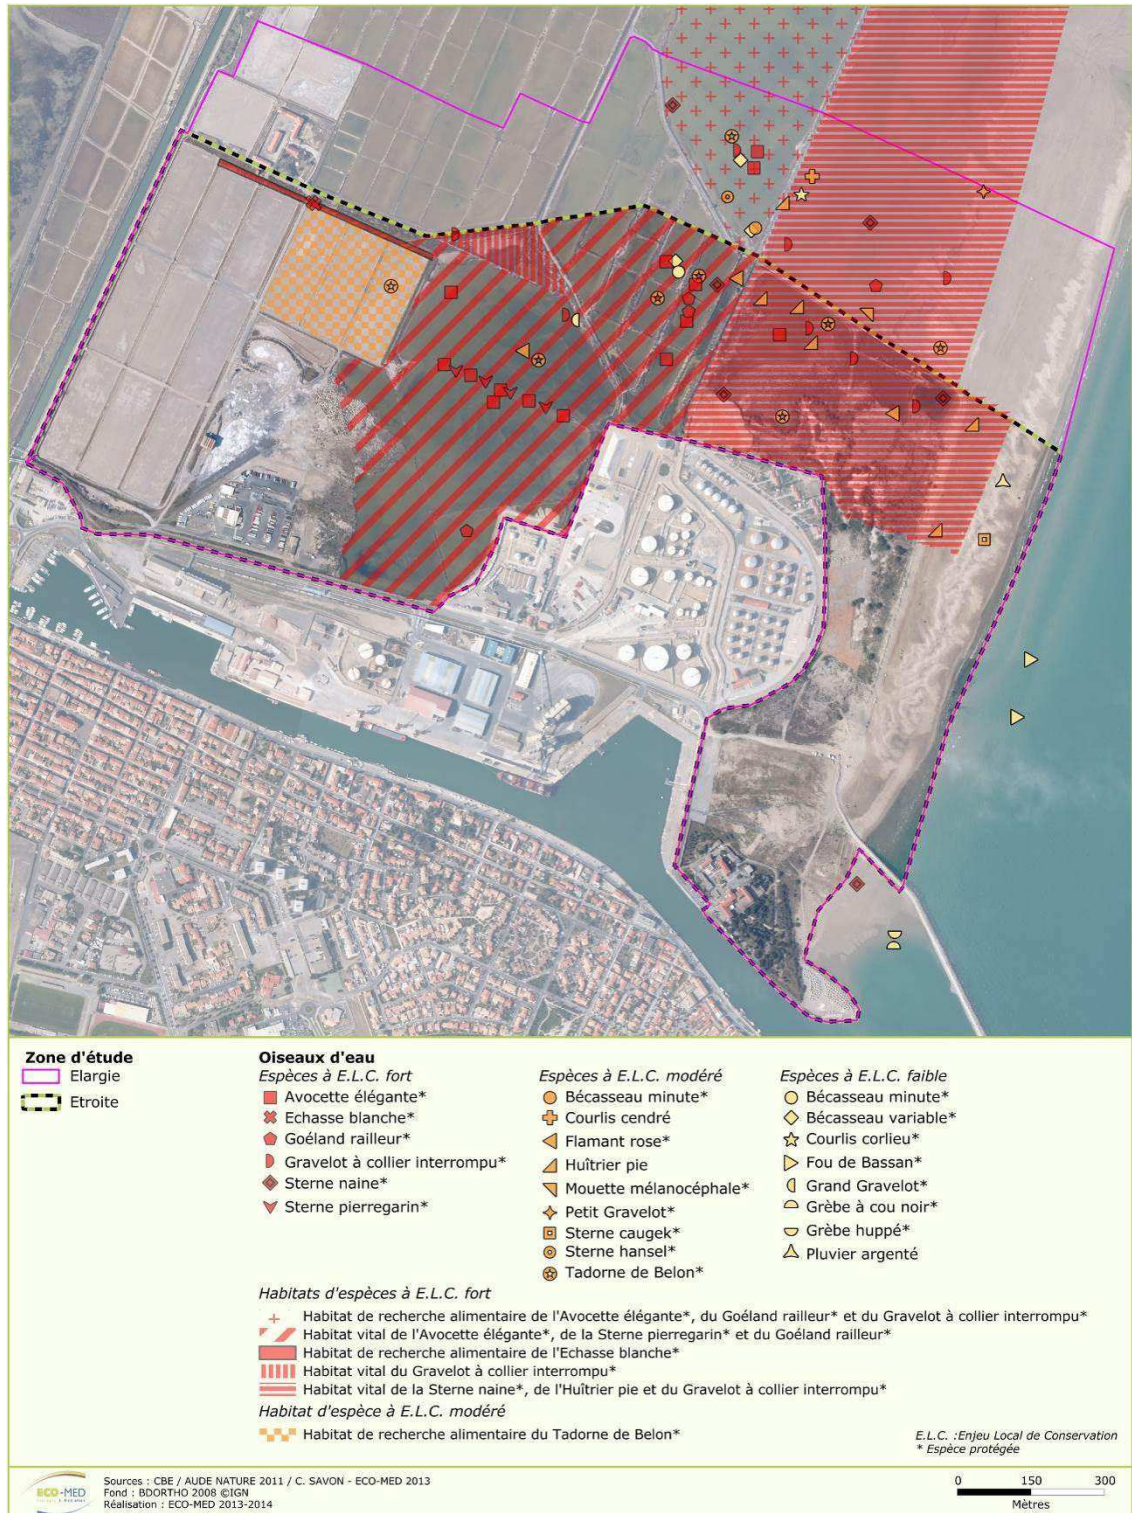 Zone d'étude
Elargie
Etroite
Oiseaux d'eau
Espèces à E.L.C. fort
Avocette élégante*
Echasse blanche*
Goéland railleur*
Gravelot à collier interrompu*
Sterne naine*
Sterne pierregarin*
Espèces à E.L.C. modéré
Bécasseau minute*
Courlis cendré
Flamant rose*
Huîtrier pie
Mouette mélanocéphale*
Petit Gravelot*
Sterne caugek*
Sterne hansel*
Tadorne de Belon*
Espèces à E.L.C. faible
Bécasseau minute*
Bécasseau variable*
Courlis corlieu*
Fou de Bassan*
Grand Gravelot*
Grèbe à cou noir*
Grèbe huppé*
Pluvier argenté
Habitats d'espèces à E.L.C. fort
Habitat de recherche alimentaire de l'Avocette élégante*, du Goéland railleur* et du Gravelot à collier interrompu*
Habitat vital de l'Avocette élégante*, de la Sterne pierregarin* et du Goéland railleur*
Habitat de recherche alimentaire de l'Echasse blanche*
Habitat vital du Gravelot à collier interrompu*
Habitat vital de la Sterne naine*, de l'Huîtrier pie et du Gravelot à collier interrompu*
Habitat d'espèce à E.L.C. modéré
Habitat de recherche alimentaire du Tadorne de Belon*
E.L.C. :Enjeu Local de Conservation
* Espèce protégée
ECO-MED
Sources : CBE / AUDE NATURE 2011 / C. SAVON - ECO-MED 2013
Fond : BDORTHO 2008 ©IGN
Réalisation : ECO-MED 2013-2014
0 150 300
Mètres